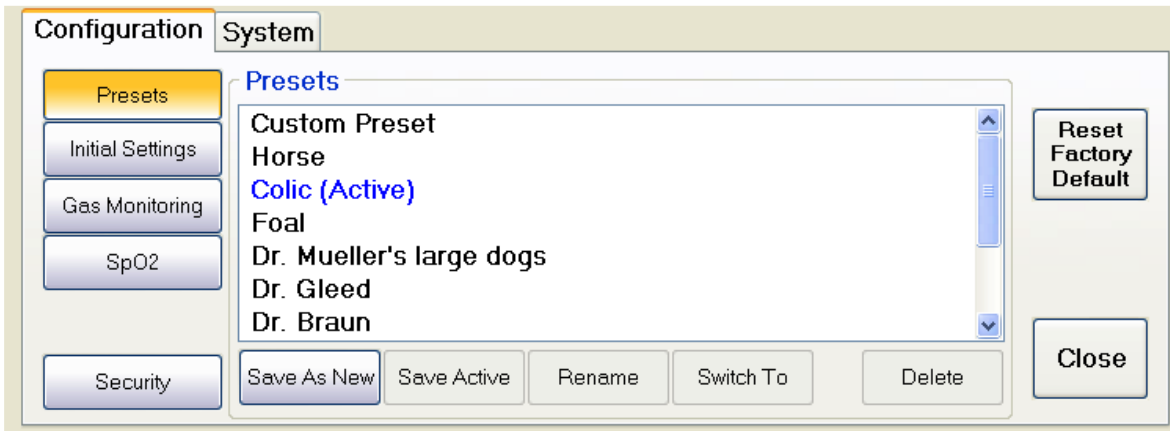 Configuration
System
Presets
Initial Settings
Gas Monitoring
SpO2
Security
Presets
Custom Preset
Horse
Colic (Active)
Foal
Dr. Mueller's large dogs
Dr. Gleed
Dr. Braun
Save As New
Save Active
Rename
Switch To
Delete
Reset
Factory
Default
Close